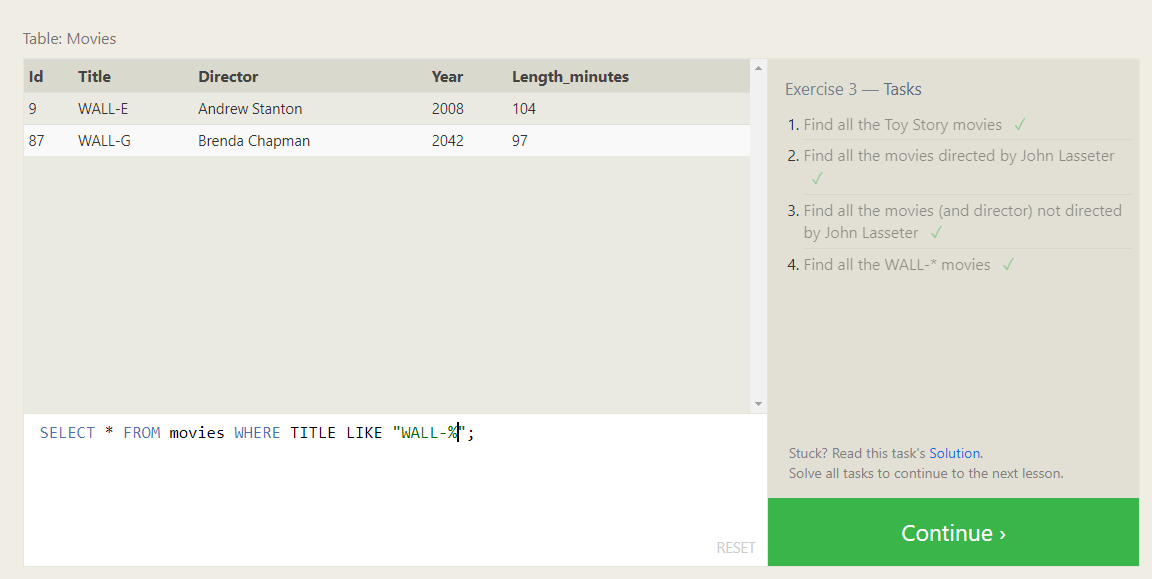 Table: Movies
Id Title Director Year Length_minutes
9 WALL-E Andrew Stanton 2008 104
87 WALL-G Brenda Chapman 2042 97
SELECT * FROM movies WHERE TITLE LIKE "WALL-%";
RESET
Exercise 3 — Tasks
1. Find all the Toy Story movies ✓
2. Find all the movies directed by John Lasseter
✓
3. Find all the movies (and director) not directed
by John Lasseter ✓
4. Find all the WALL-* movies ✓
Stuck? Read this task's Solution.
Solve all tasks to continue to the next lesson.
Continue ›